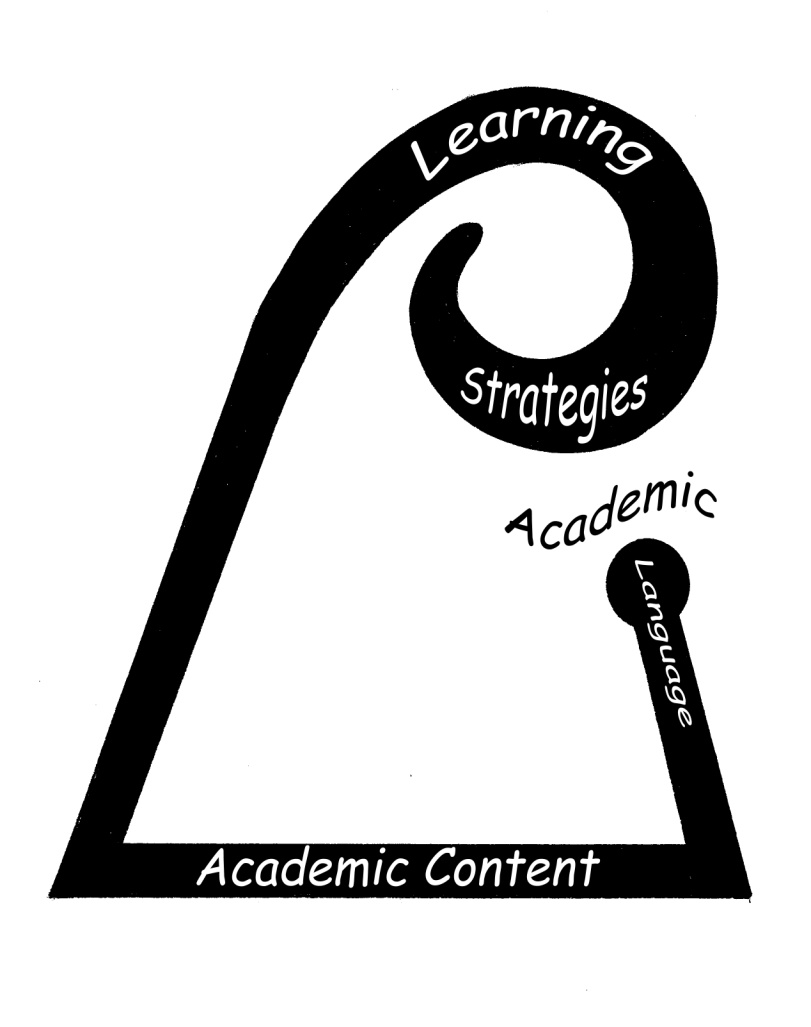 Learning
Strategies
Academic
Language
Academic Content